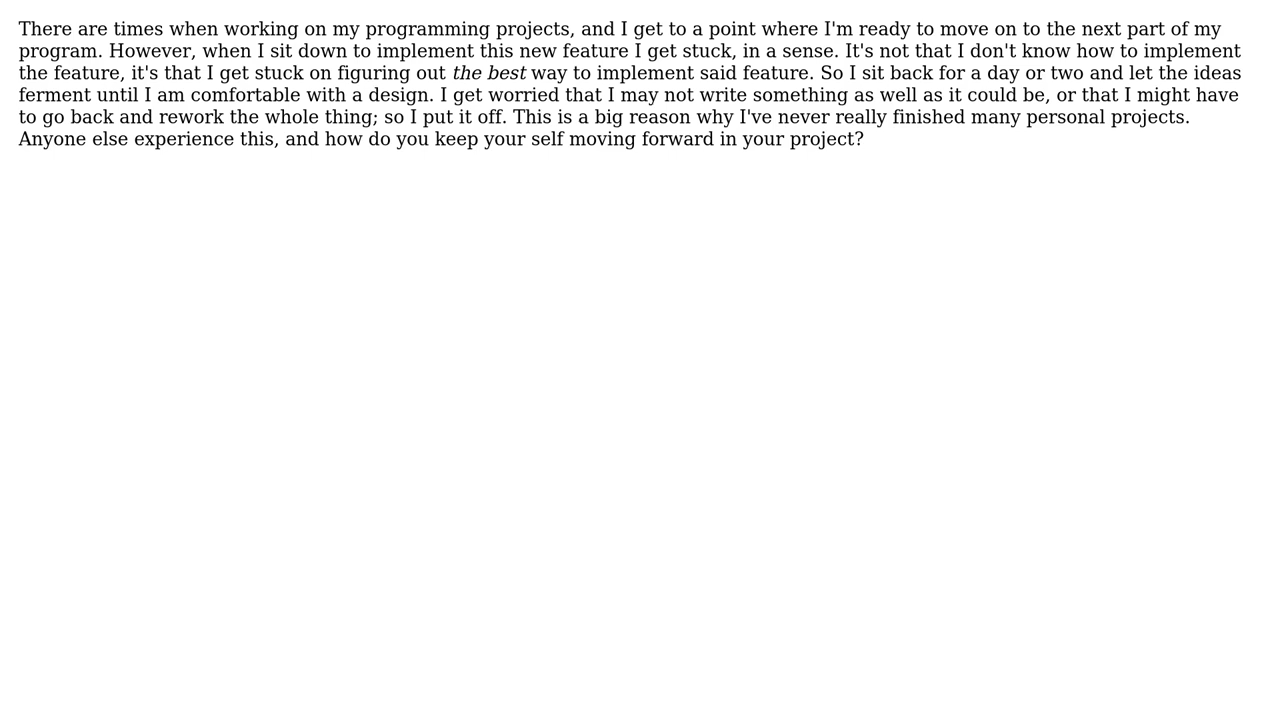 There are times when working on my programming projects, and I get to a point where I'm ready to move on to the next part of my
program. However, when I sit down to implement this new feature I get stuck, in a sense. It's not that I don't know how to implement
the feature, it's that I get stuck on figuring out the best way to implement said feature. So I sit back for a day or two and let the ideas
ferment until I am comfortable with a design. I get worried that I may not write something as well as it could be, or that I might have
to go back and rework the whole thing; so I put it off. This is a big reason why I've never really finished many personal projects.
Anyone else experience this, and how do you keep your self moving forward in your project?